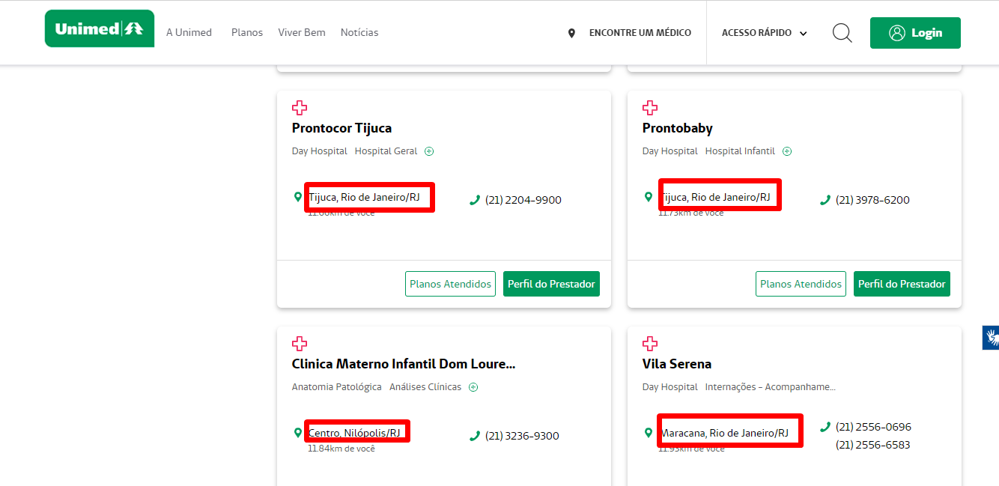 Unimed
A Unimed Planos Viver Bem Notícias
ENCONTRE UM MÉDICO
ACESSO RÁPIDO
Login
Prontocor Tijuca
Day Hospital Hospital Geral
Tijuca, Rio de Janeiro/RJ
(21) 2204-9900
km de você
Planos Atendidos
Perfil do Prestador
Prontobaby
Day Hospital Hospital Infantil
Tijuca, Rio de Janeiro/RJ
(21) 3978-6200
11.73km de você
Planos Atendidos
Perfil do Prestador
Clinica Materno Infantil Dom Loure...
Anatomia Patológica Análises Clínicas
Centro, Nilópolis/RJ
(21) 3236-9300
11.84km de você
Vila Serena
Day Hospital Internações - Acompanhame...
Maracana, Rio de Janeiro/RJ
(21) 2556-0696
(21) 2556-6583
11.93km de você